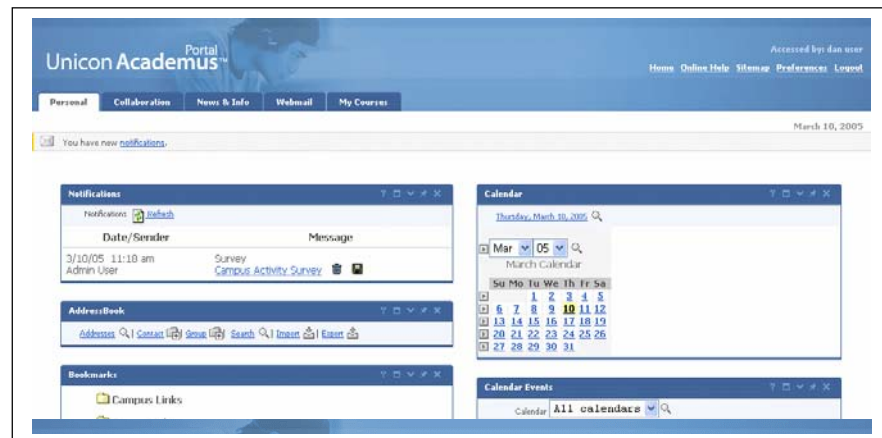 Portal
Unicon Academus™
Accessed by: dan user
Home Online Help Sitemap Preferences Logout
Personal Collaboration News & Info Webmail My Courses
March 10, 2005
You have new notifications.
Notifications
Notifications Refresh
Date/Sender Message
3/10/05 11:18 am Survey
Admin User Campus Activity Survey
AddressBook
Addresses | Contact | Group | Search | Import | Export
Bookmarks
Campus Links
Calendar
Thursday, March 10, 2005
Mar 05
March Calendar
Su Mo Tu We Th Fr Sa
1 2 3 4 5
6 7 8 9 10 11 12
13 14 15 16 17 18 19
20 21 22 23 24 25 26
27 28 29 30 31
Calendar Events
Calendar All calendars